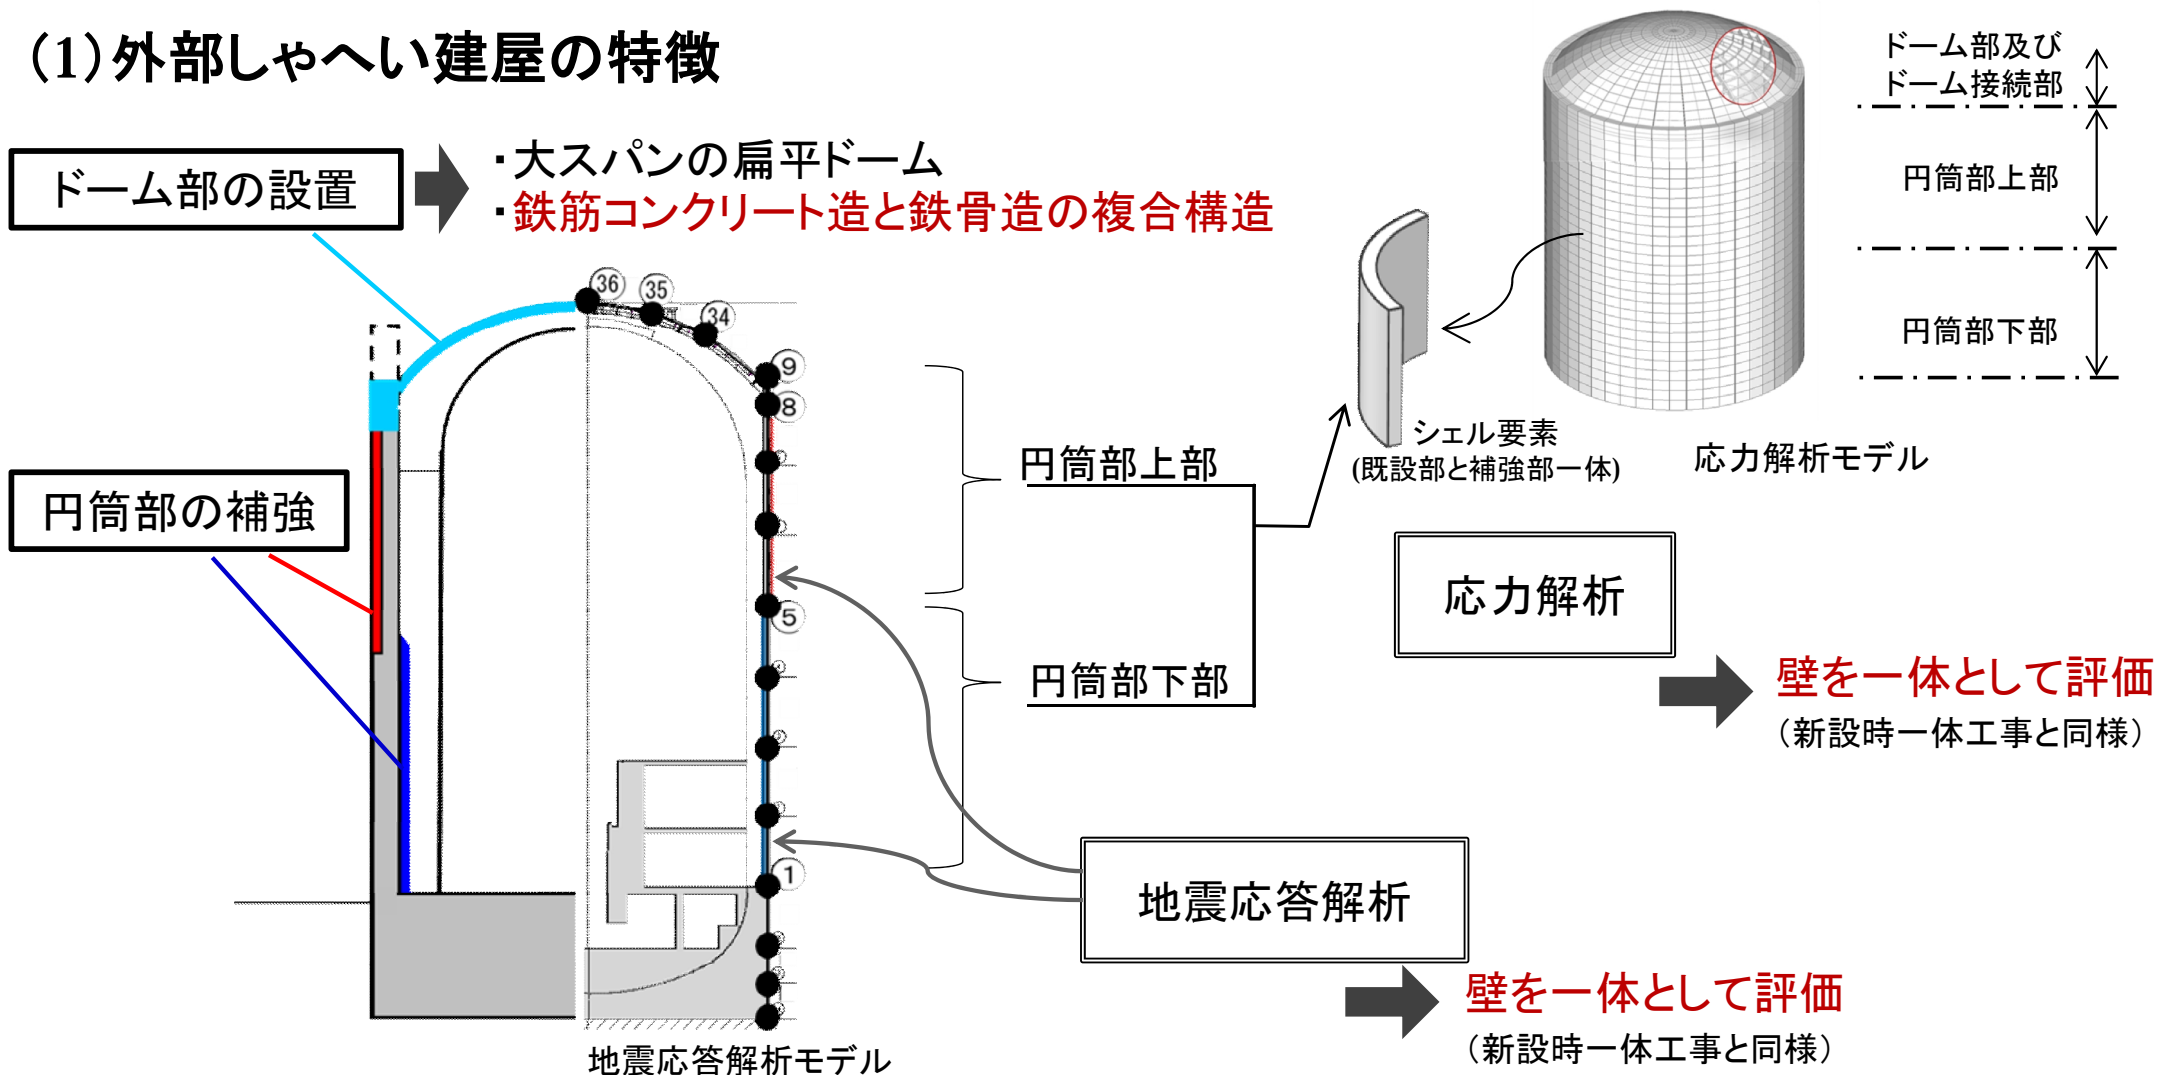 (1)外部しゃへい建屋の特徴
ドーム部の設置
・大スパンの扁平ドーム
・鉄筋コンクリート造と鉄骨造の複合構造
ドーム部及び
ドーム接続部
円筒部上部
円筒部下部
シェル要素
(既設部と補強部一体)
応力解析モデル
円筒部の補強
36
35
34
9
8
5
1
円筒部上部
円筒部下部
応力解析
壁を一体として評価
(新設時一体工事と同様)
地震応答解析
壁を一体として評価
(新設時一体工事と同様)
地震応答解析モデル